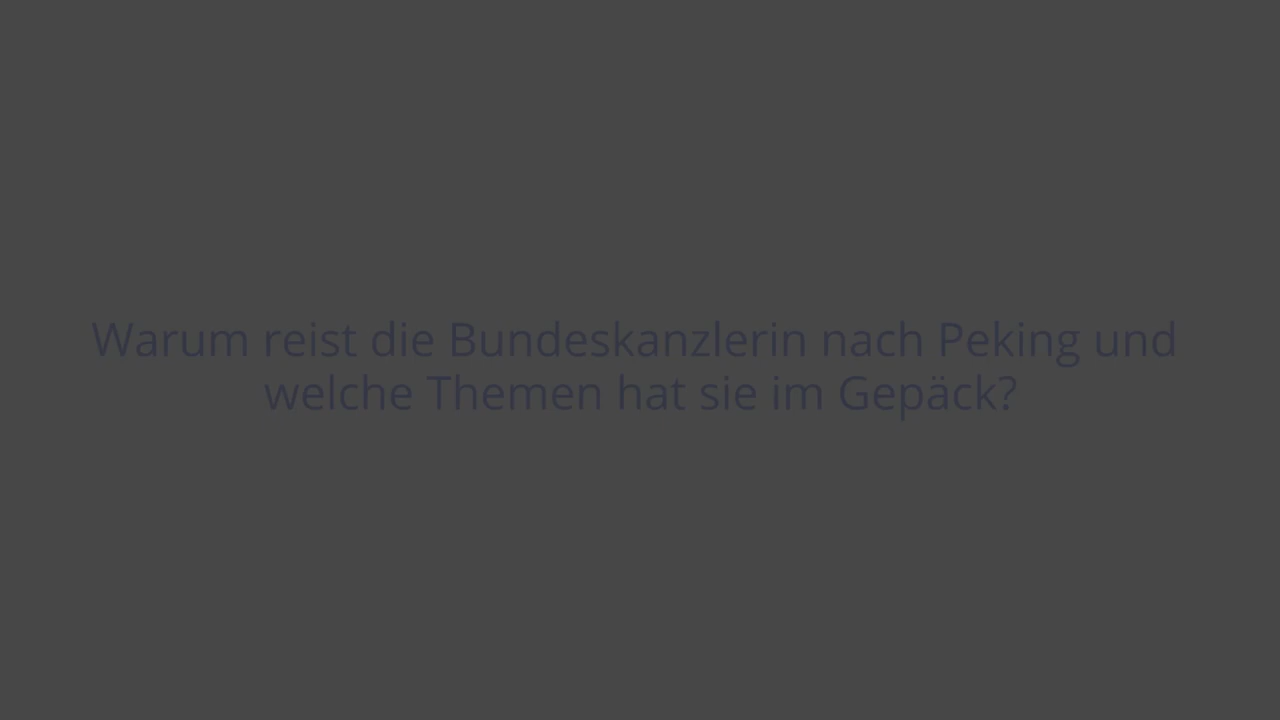 Warum reist die Bundeskanzlerin nach Peking und
welche Themen hat sie im Gepäck?